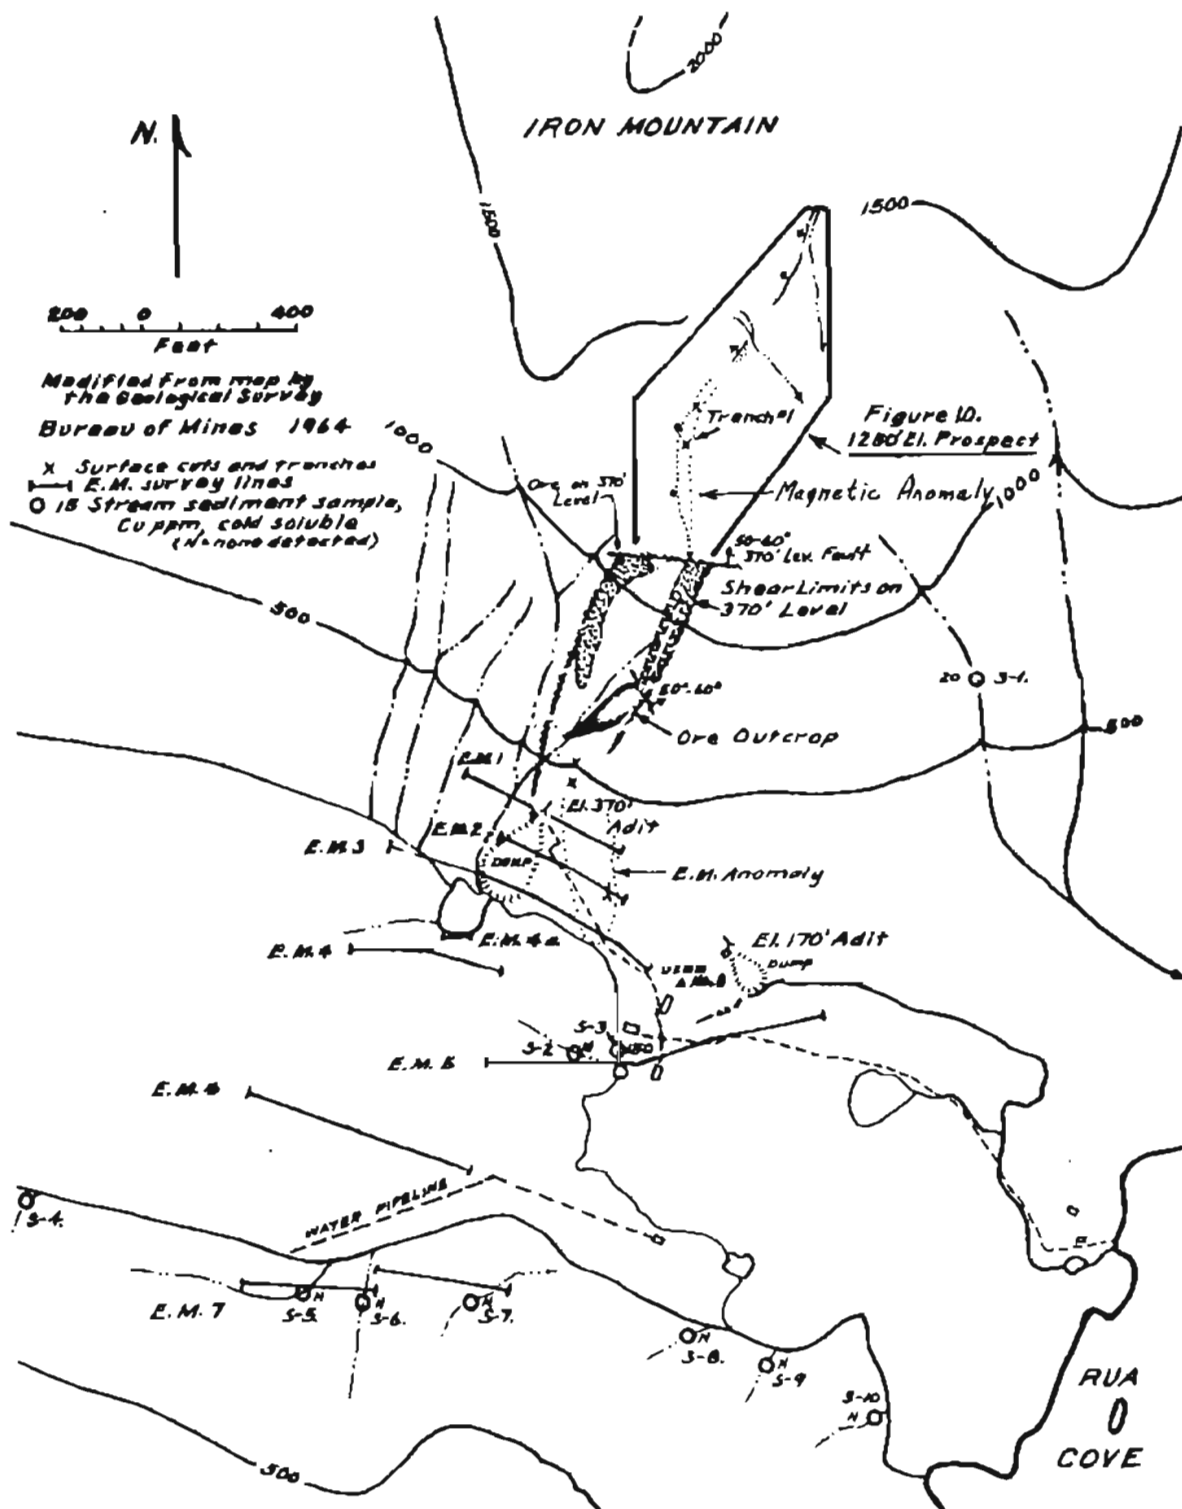 2000
IRON MOUNTAIN
N.
1500
1500
200 0 400
Feet
Modified From map by
the Geological Survey
Bureau of Mines 1964
x Surface cuts and trenches
E.M. survey lines
18 Stream sediment sample,
Cu ppm, cold soluble
(N=none detected)
1000
Trench #1
Figure 10.
1280' El. Prospect
Ore on 370'
Level
Magnetic Anomaly
1000
50-60°
370' Lev. Fault
Shear Limits on
370' Level
500
20 S-1.
50°-60°
Ore Outcrop
500
E.M.1
El. 370'
Adit
E.M.2
E.M.3
DUMP
E.M. Anomaly
E.M.4
E.M.4a.
El. 170' Adit
DUMP
S-3
S-2 N
E.M.5
E.M.6
WATER PIPELINE
S-4.
E.M.7
N
S-5.
N
S-6.
N
S-7.
N
S-8.
N
S-9
S-10
N
RUA
COVE
500